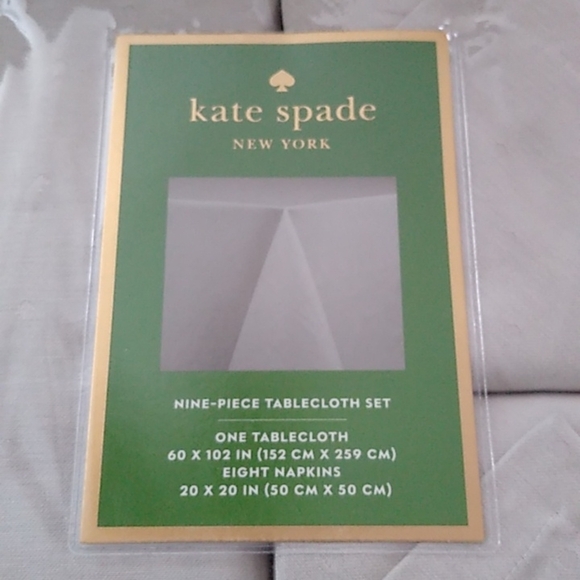 kate spade
NEW YORK
NINE-PIECE TABLECLOTH SET
ONE TABLECLOTH
60 X 102 IN (152 CM X 259 CM)
EIGHT NAPKINS
20 X 20 IN (50 CM X 50 CM)